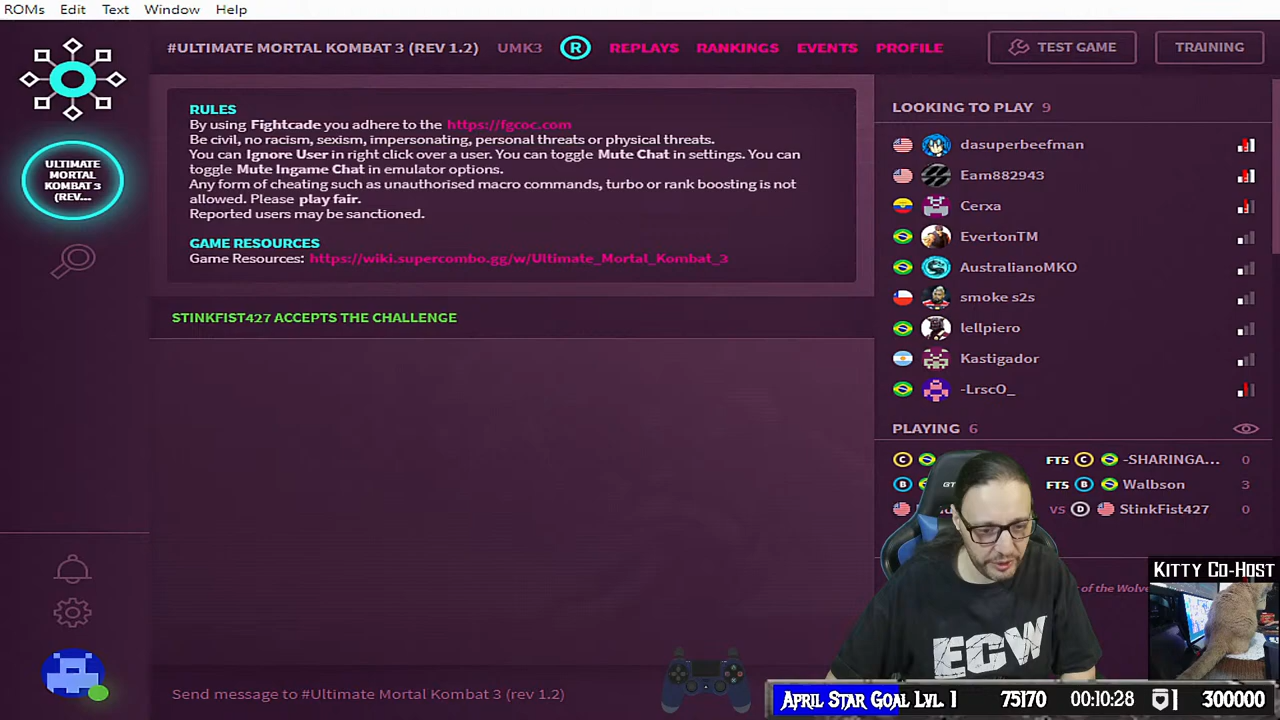 ROMs Edit Text Window Help
#ULTIMATE MORTAL KOMBAT 3 (REV 1.2) UMK3 R REPLAYS RANKINGS EVENTS PROFILE TEST GAME TRAINING
ULTIMATE
MORTAL
KOMBAT 3
(REV...
RULES
By using Fightcade you adhere to the https://fgcoc.com
Be civil, no racism, sexism, impersonating, personal threats or physical threats.
You can Ignore User in right click over a user. You can toggle Mute Chat in settings. You can
toggle Mute Ingame Chat in emulator options.
Any form of cheating such as unauthorised macro commands, turbo or rank boosting is not
allowed. Please play fair.
Reported users may be sanctioned.
GAME RESOURCES
Game Resources: https://wiki.supercombo.gg/w/Ultimate_Mortal_Kombat_3
STINKFIST427 ACCEPTS THE CHALLENGE
Send message to #Ultimate Mortal Kombat 3 (rev 1.2)
LOOKING TO PLAY 9
dasuperbeefman
Eam882943
Cerxa
EvertonTM
AustralianoMKO
smoke s2s
lellpiero
Kastigador
-LrscO_
PLAYING 6
C FT5 C -SHARINGA... 0
B FT5 B Walbson 3
vs D StinkFist427 0
of the Wolve
GT
ECW
Kitty Co-Host
April Star Goal Lvl. 1 75170 00:10:28 1 300000